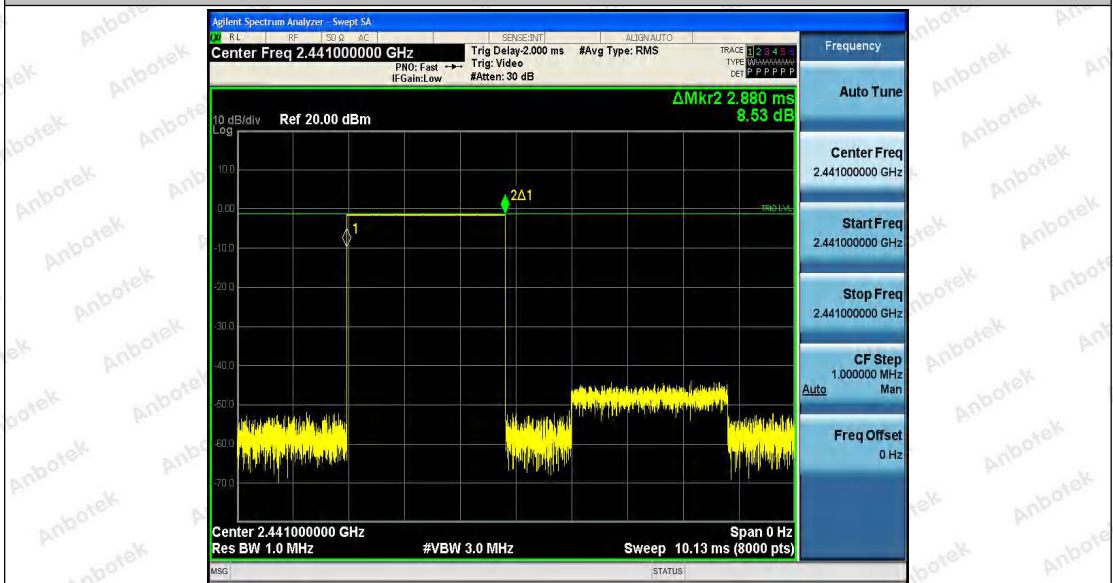 Agilent Spectrum Analyzer - Swept SA
RL RF 50 Ω AC SENSE:INT ALIGN AUTO
Center Freq 2.441000000 GHz
PNO: Fast
IFGain:Low
Trig Delay-2.000 ms
Trig: Video
#Atten: 30 dB
#Avg Type: RMS
TRACE 1 2 3 4 5 6
TYPE
DET P P P P P P
ΔMkr2 2.880 ms
8.53 dB
10 dB/div Ref 20.00 dBm
Log
10.0
0.00
-10.0
-20.0
-30.0
-40.0
-50.0
-60.0
-70.0
1
2Δ1
TRIG LVL
Center 2.441000000 GHz
Span 0 Hz
Res BW 1.0 MHz
#VBW 3.0 MHz
Sweep 10.13 ms (8000 pts)
MSG
STATUS
Frequency
Auto Tune
Center Freq
2.441000000 GHz
Start Freq
2.441000000 GHz
Stop Freq
2.441000000 GHz
CF Step
1.000000 MHz
Auto Man
Freq Offset
0 Hz
Anbotek